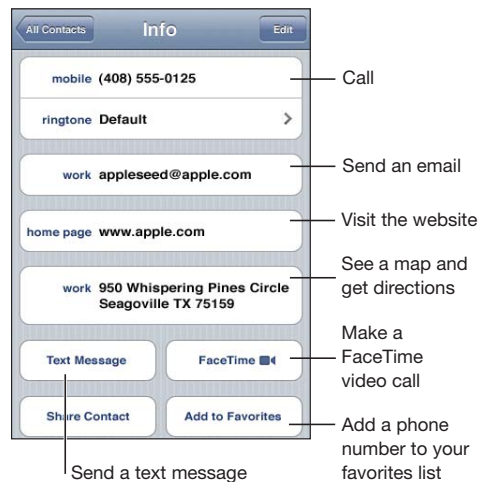 All Contacts Info Edit
mobile (408) 555-0125
Call
ringtone Default
work appleseed@apple.com
Send an email
home page www.apple.com
Visit the website
work 950 Whispering Pines Circle
Seagoville TX 75159
See a map and
get directions
Text Message FaceTime
Make a
FaceTime
video call
Share Contact Add to Favorites
Add a phone
number to your
favorites list
Send a text message